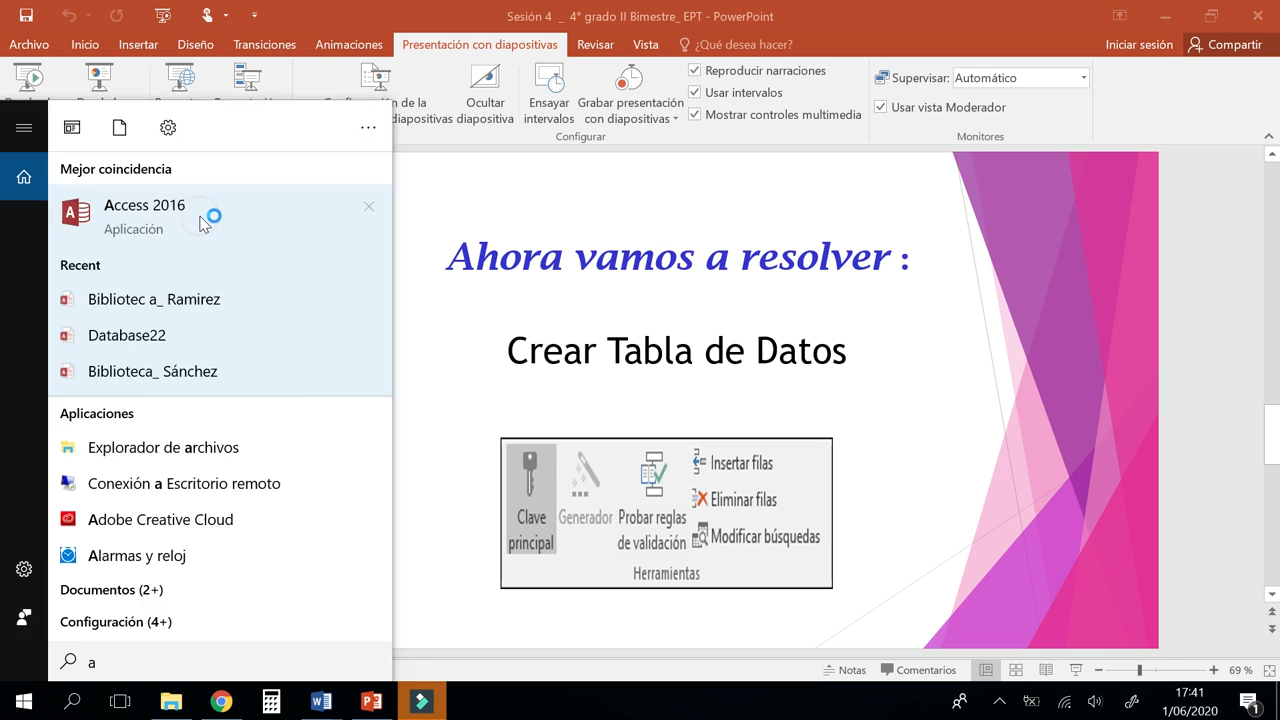 Sesión 4 _ 4° grado II Bimestre_ EPT - PowerPoint
Archivo Inicio Insertar Diseño Transiciones Animaciones Presentación con diapositivas Revisar Vista ¿Qué desea hacer? Iniciar sesión Compartir
Ocultar
diapositiva
Ensayar
intervalos
Grabar presentación
con diapositivas
Configurar
de la
diapositivas
Reproducir narraciones
Usar intervalos
Mostrar controles multimedia
Supervisar: Automático
Usar vista Moderador
Monitores
Mejor coincidencia
Access 2016
Aplicación
Recent
Bibliotec a_ Ramirez
Database22
Biblioteca_ Sánchez
Aplicaciones
Explorador de archivos
Conexión a Escritorio remoto
Adobe Creative Cloud
Alarmas y reloj
Documentos (2+)
Configuración (4+)
a
Ahora vamos a resolver :
Crear Tabla de Datos
Clave
principal
Generador
Probar reglas
de validación
Insertar filas
Eliminar filas
Modificar búsquedas
Herramientas
Notas Comentarios 69 %
17:41
1/06/2020